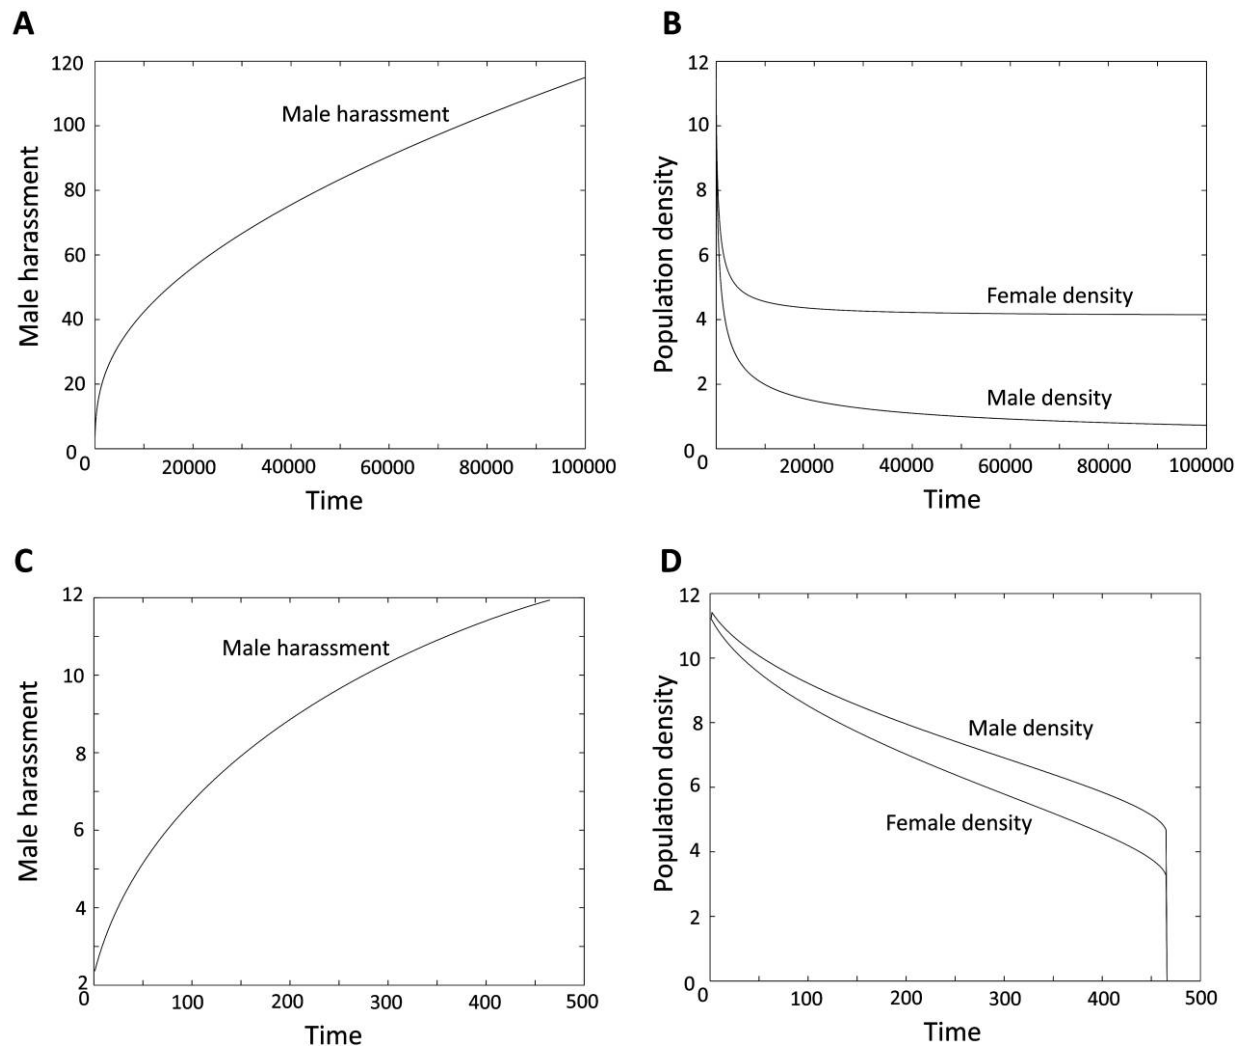 A
Male harassment
120
100
80
60
40
20
0
Male harassment
0 20000 40000 60000 80000 100000
Time
B
Population density
12
10
8
6
4
2
0
Female density
Male density
0 20000 40000 60000 80000 100000
Time
C
Male harassment
12
10
8
6
4
2
Male harassment
0 100 200 300 400 500
Time
D
Population density
12
10
8
6
4
2
0
Male density
Female density
0 100 200 300 400 500
Time